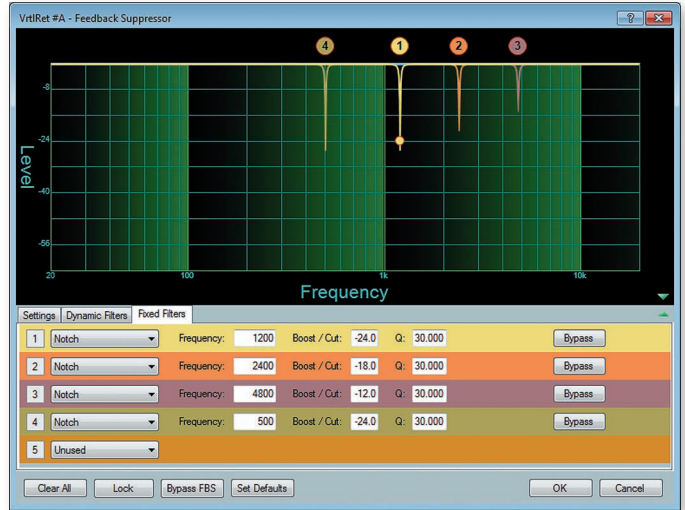 VrtlRet #A - Feedback Suppressor
? X
4 1 2 3
-8
-24
-40
-56
Level
20 100 1k 10k
Frequency
Settings Dynamic Filters Fixed Filters
1 Notch Frequency: 1200 Boost / Cut: -24.0 Q: 30.000 Bypass
2 Notch Frequency: 2400 Boost / Cut: -18.0 Q: 30.000 Bypass
3 Notch Frequency: 4800 Boost / Cut: -12.0 Q: 30.000 Bypass
4 Notch Frequency: 500 Boost / Cut: -24.0 Q: 30.000 Bypass
5 Unused
Clear All Lock Bypass FBS Set Defaults OK Cancel